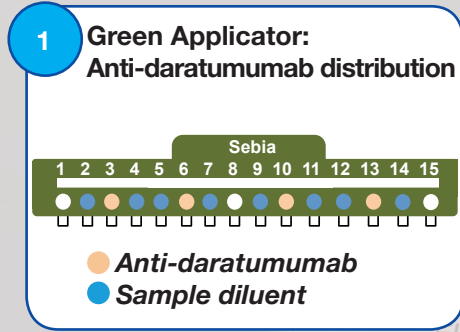 1
Green Applicator:
Anti-daratumumab distribution
Sebia
1 2 3 4 5 6 7 8 9 10 11 12 13 14 15
Anti-daratumumab
Sample diluent